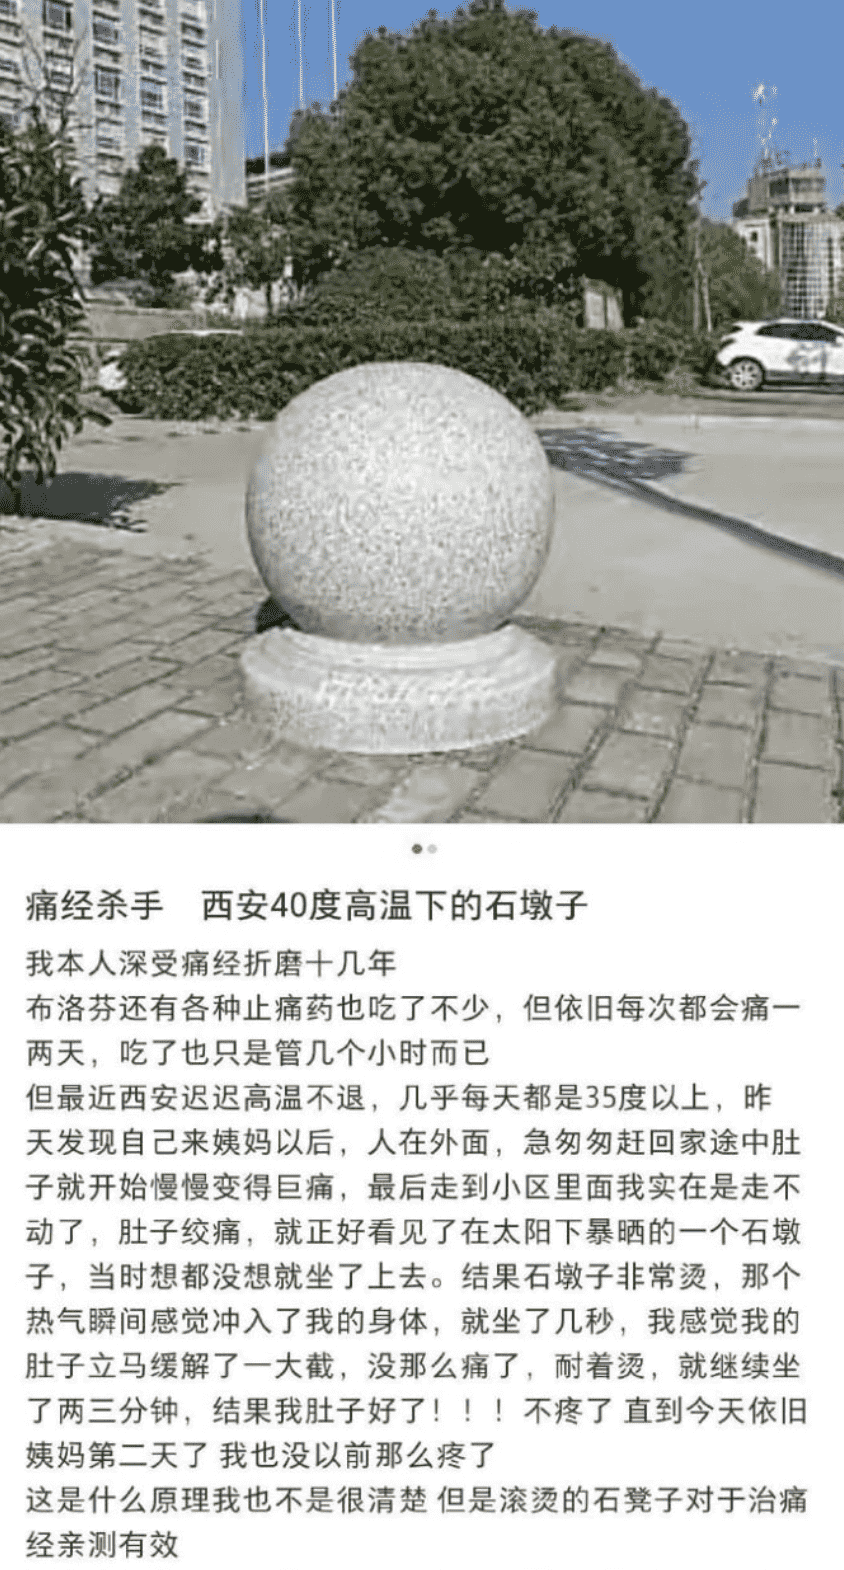 痛经杀手 西安40度高温下的石墩子
我本人深受痛经折磨十几年
布洛芬还有各种止痛药也吃了不少，但依旧每次都会痛一
两天，吃了也只是管几个小时而已
但最近西安迟迟高温不退，几乎每天都是35度以上，昨
天发现自己来姨妈以后，人在外面，急匆匆赶回家途中肚
子就开始慢慢变得巨痛，最后走到小区里面我实在是走不
动了，肚子绞痛，就正好看见了在太阳下暴晒的一个石墩
子，当时想都没想就坐了上去。结果石墩子非常烫，那个
热气瞬间感觉冲入了我的身体，就坐了几秒，我感觉我的
肚子立马缓解了一大截，没那么痛了，耐着烫，就继续坐
了两三分钟，结果我肚子好了！！！不疼了 直到今天依旧
姨妈第二天了 我也没以前那么疼了
这是什么原理我也不是很清楚 但是滚烫的石凳子对于治痛
经亲测有效